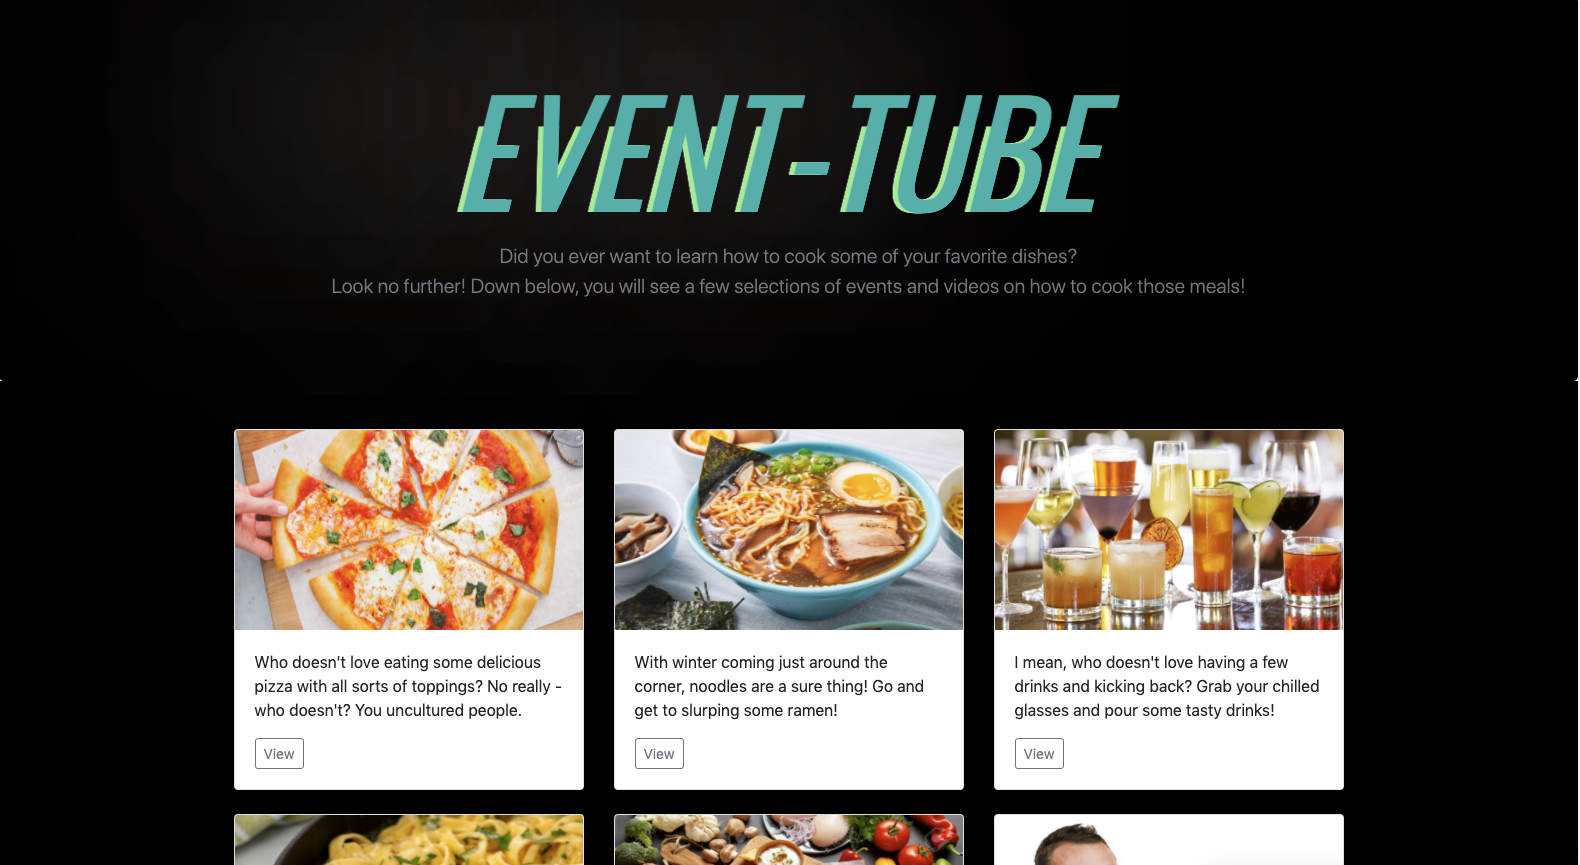 EVENT-TUBE
Did you ever want to learn how to cook some of your favorite dishes?
Look no further! Down below, you will see a few selections of events and videos on how to cook those meals!
Who doesn't love eating some delicious
pizza with all sorts of toppings? No really -
who doesn't? You uncultured people.
View
With winter coming just around the
corner, noodles are a sure thing! Go and
get to slurping some ramen!
View
I mean, who doesn't love having a few
drinks and kicking back? Grab your chilled
glasses and pour some tasty drinks!
View